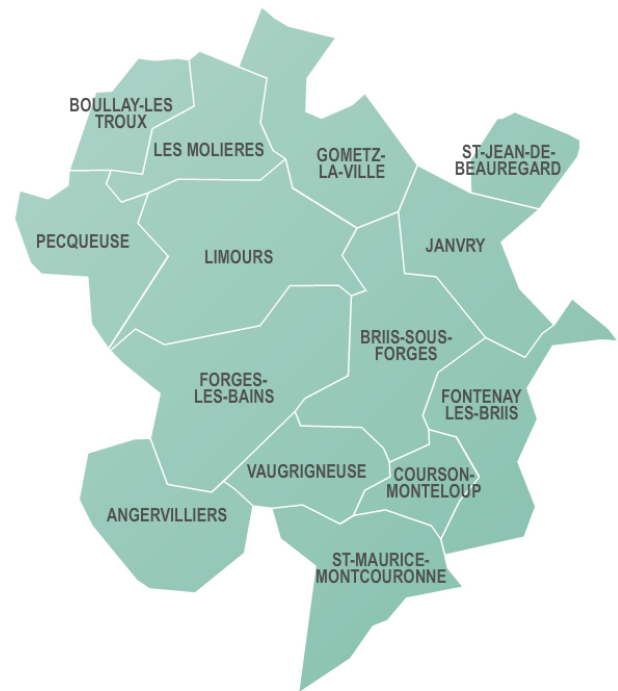 BOULLAY-LES
TROUX
LES MOLIERES
GOMETZ-
LA-VILLE
ST-JEAN-DE-
BEAUREGARD
PECQUEUSE
LIMOURS
JANVRY
BRIIS-SOUS-
FORGES
FORGES-
LES-BAINS
FONTENAY
LES-BRIIS
VAUGRIGNEUSE
COURSON-
MONTELOUP
ANGERVILLIERS
ST-MAURICE-
MONTCOURONNE